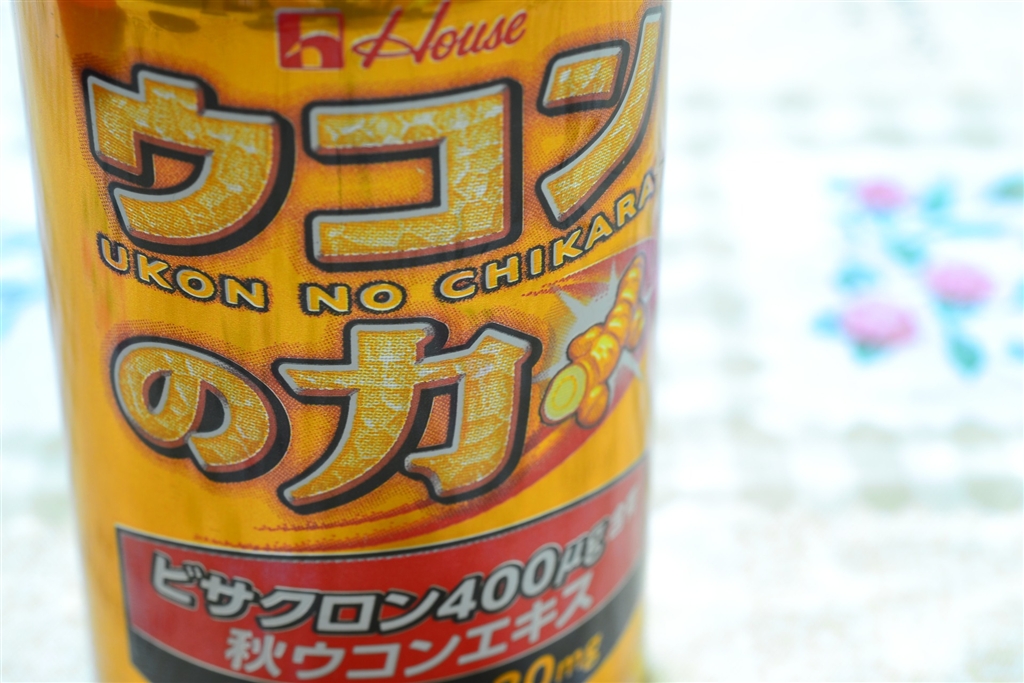 House
ウコン
UKON NO CHIKARA
の力
ビサクロン400μg
秋ウコンエキス
30mg